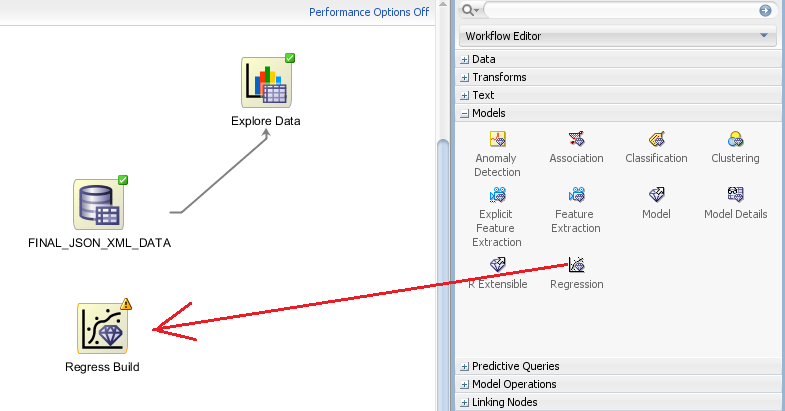 Performance Options Off
Explore Data
FINAL_JSON_XML_DATA
Regress Build
Workflow Editor
Data
Transforms
Text
Models
Anomaly
Detection
Association
Classification
Clustering
Explicit
Feature
Extraction
Feature
Extraction
Model
Model Details
R Extensible
Regression
Predictive Queries
Model Operations
Linking Nodes